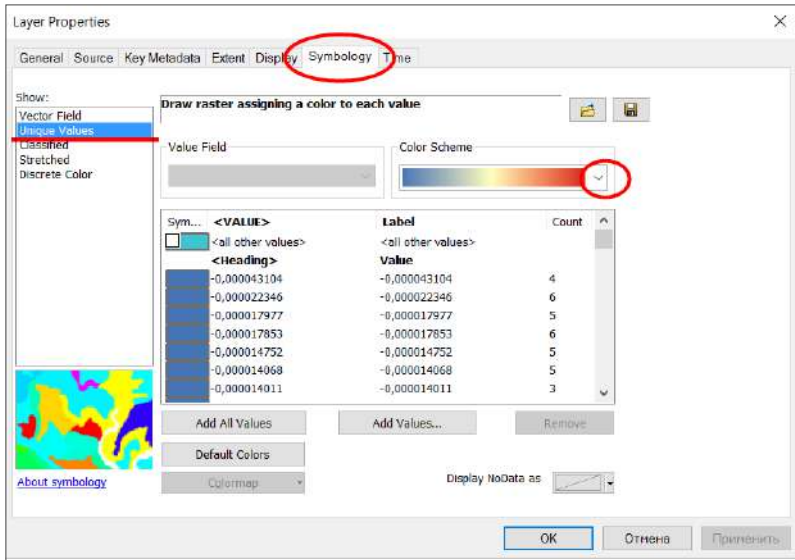 Layer Properties
General Source Key Metadata Extent Display Symbology Time
Show:
Vector Field
Unique Values
Classified
Stretched
Discrete Color
Draw raster assigning a color to each value
Value Field
Color Scheme
Sym... <VALUE> Label Count
<all other values> <all other values>
<Heading> Value
-0,000043104 -0,000043104 4
-0,000022346 -0,000022346 6
-0,000017977 -0,000017977 5
-0,000017853 -0,000017853 6
-0,000014752 -0,000014752 5
-0,000014068 -0,000014068 5
-0,000014011 -0,000014011 3
Add All Values Add Values... Remove
Default Colors
Colormap
Display NoData as
About symbology
OK Отмена Применить